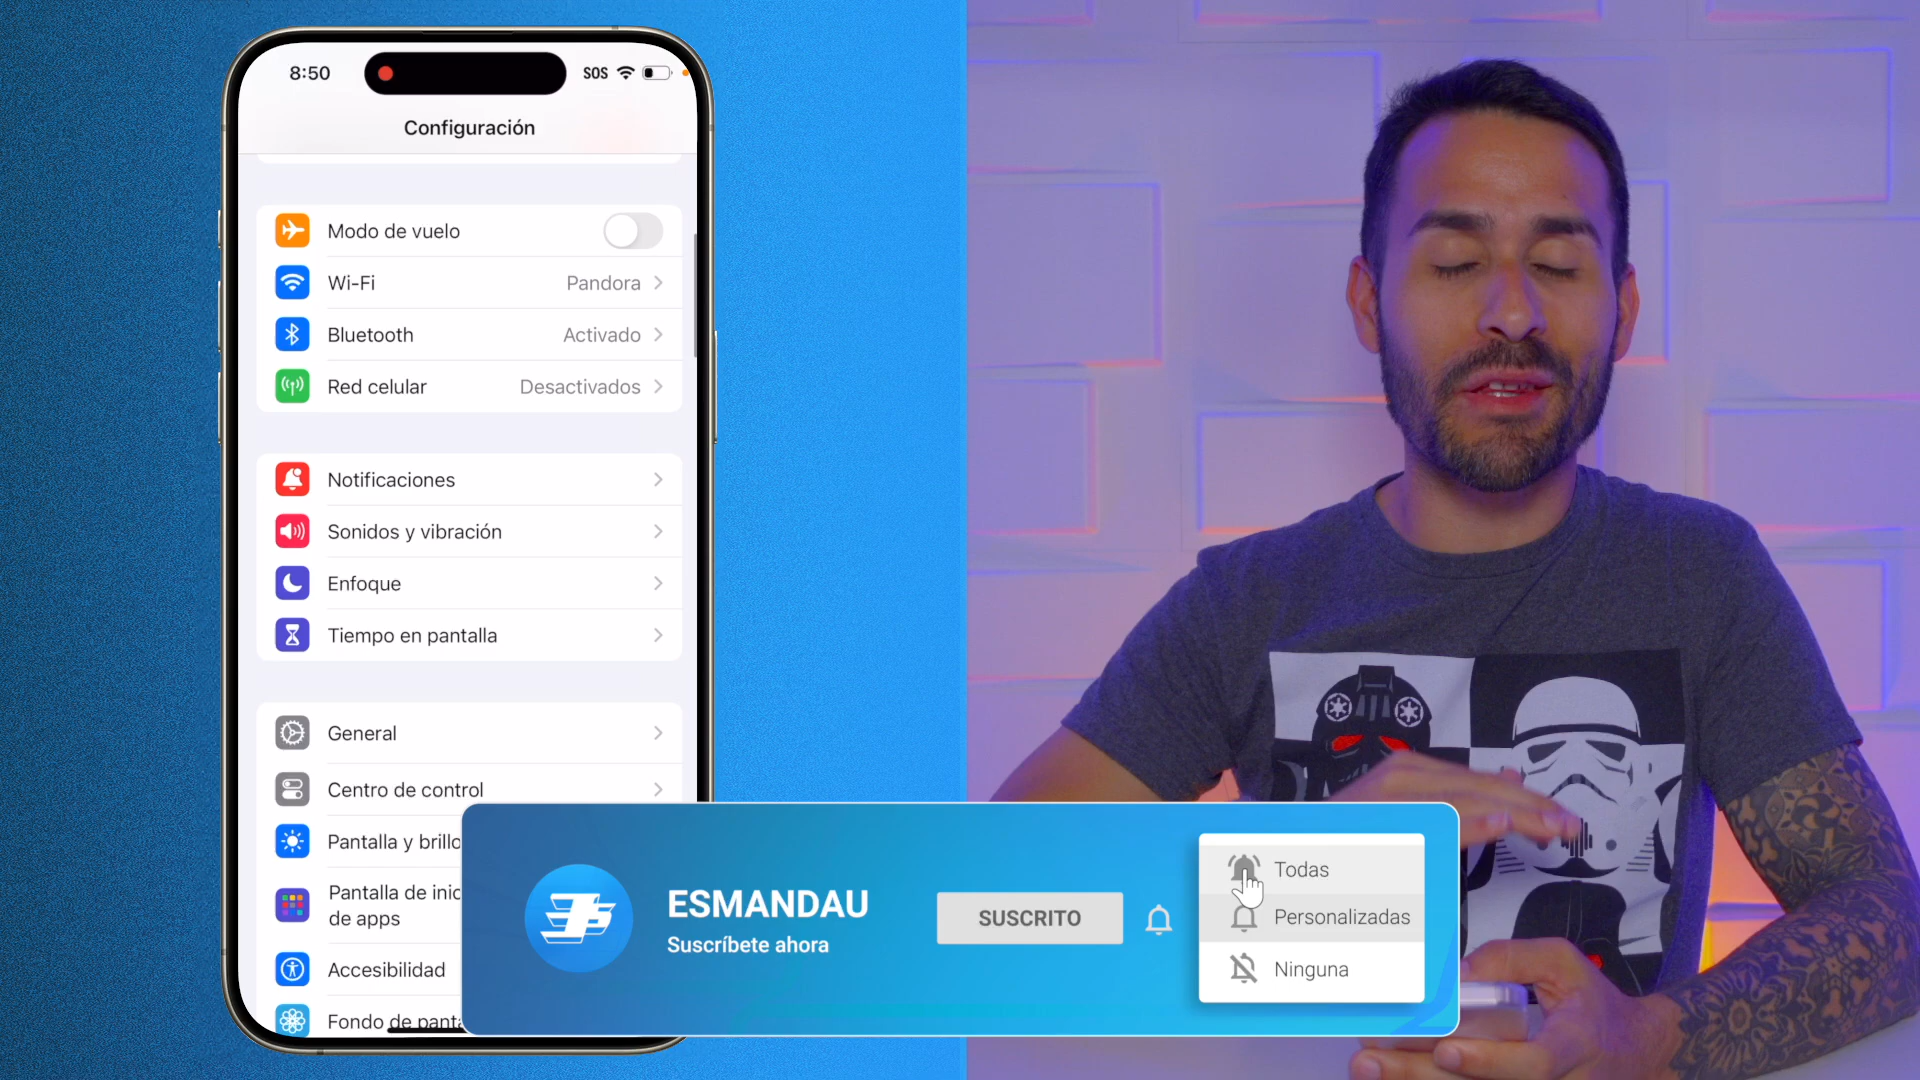 8:50
SOS
Configuración
Modo de vuelo
Wi-Fi
Pandora
Bluetooth
Activado
Red celular
Desactivados
Notificaciones
Sonidos y vibración
Enfoque
Tiempo en pantalla
General
Centro de control
Pantalla y brillo
Pantalla de inic
de apps
Accesibilidad
Fondo de panta
ESMANDAU
Suscríbete ahora
SUSCRITO
Todas
Personalizadas
Ninguna